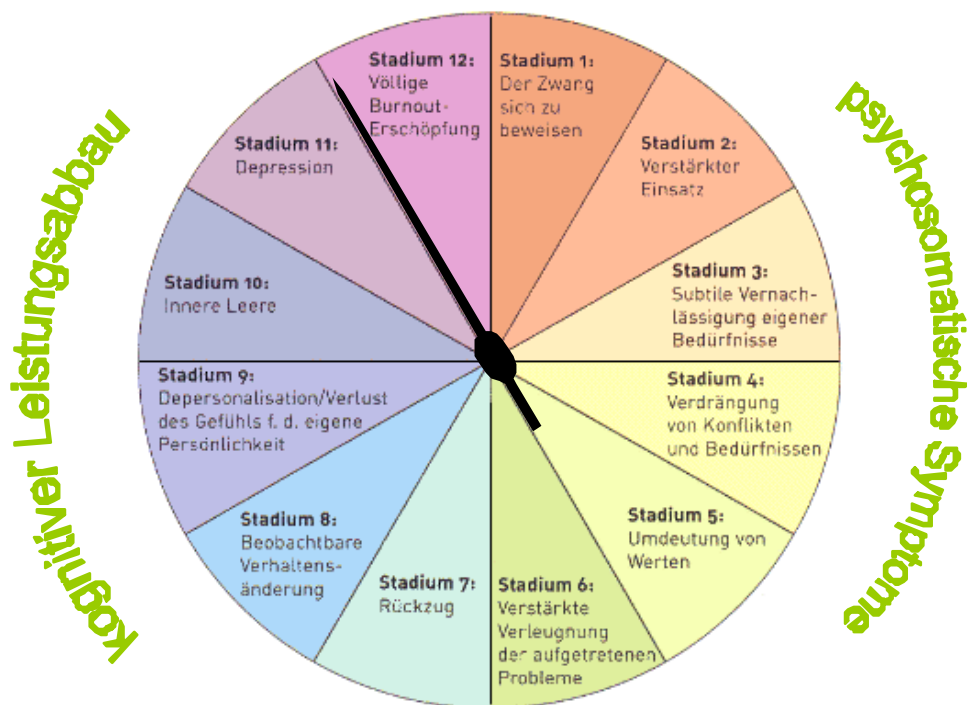 Stadium 1:
Der Zwang
sich zu
beweisen
Stadium 2:
Verstärkter
Einsatz
Stadium 3:
Subtile Vernach-
lässigung eigener
Bedürfnisse
Stadium 4:
Verdrängung
von Konflikten
und Bedürfnissen
Stadium 5:
Umdeutung von
Werten
Stadium 6:
Verstärkte
Verleugnung
der aufgetretenen
Probleme
Stadium 7:
Rückzug
Stadium 8:
Beobachtbare
Verhaltens-
änderung
Stadium 9:
Depersonalisation/Verlust
des Gefühls f. d. eigene
Persönlichkeit
Stadium 10:
Innere Leere
Stadium 11:
Depression
Stadium 12:
Völlige
Burnout-
Erschöpfung
Kognitiver Leistungsabbau
psychosomatische Symptome